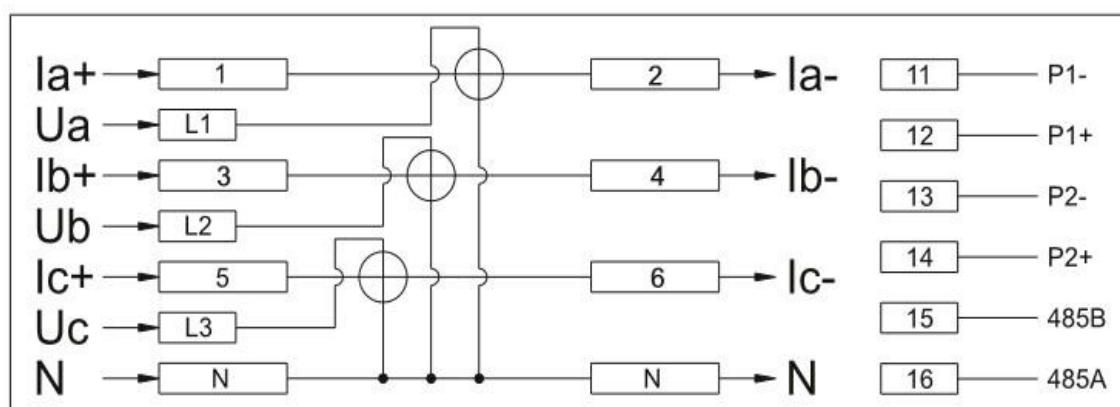 Ia+ 1 2 Ia- 11 P1-
Ua L1 12 P1+
Ib+ 3 4 Ib- 13 P2-
Ub L2 14 P2+
Ic+ 5 6 Ic- 15 485B
Uc L3
N N N N 16 485A